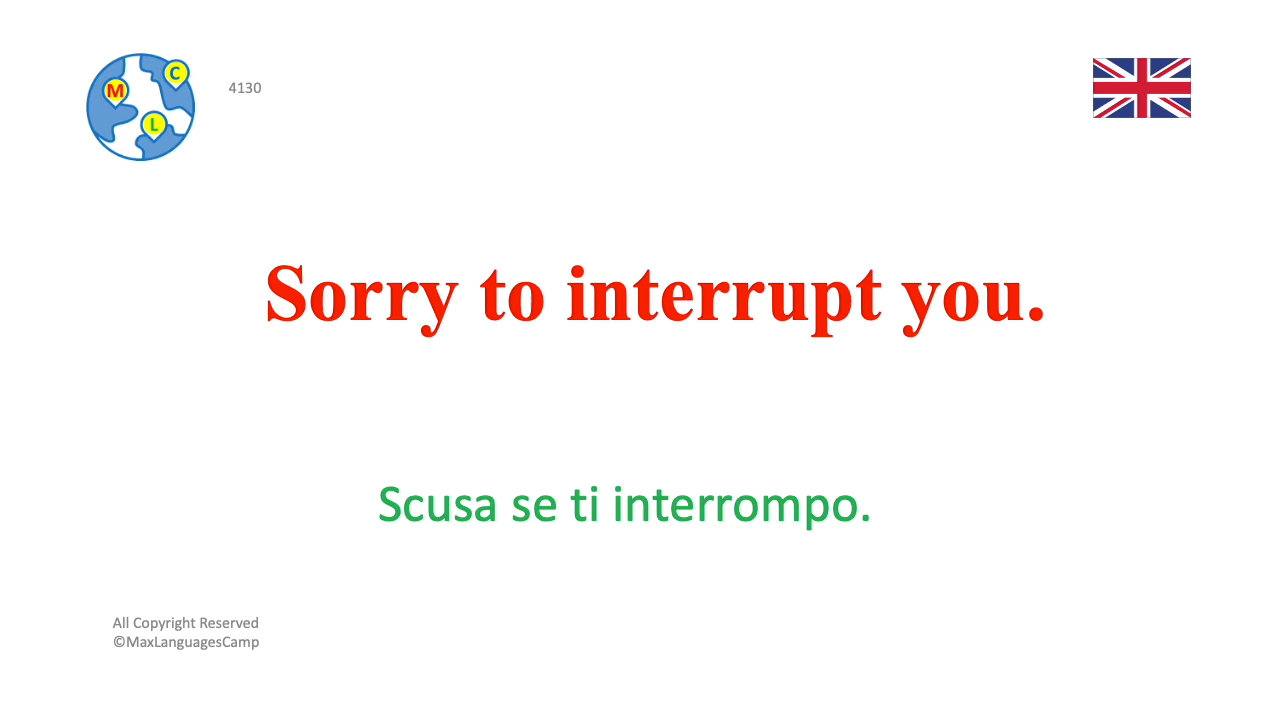 C
M
L
4130
Sorry to interrupt you.
Scusa se ti interrompo.
All Copyright Reserved
©MaxLanguagesCamp